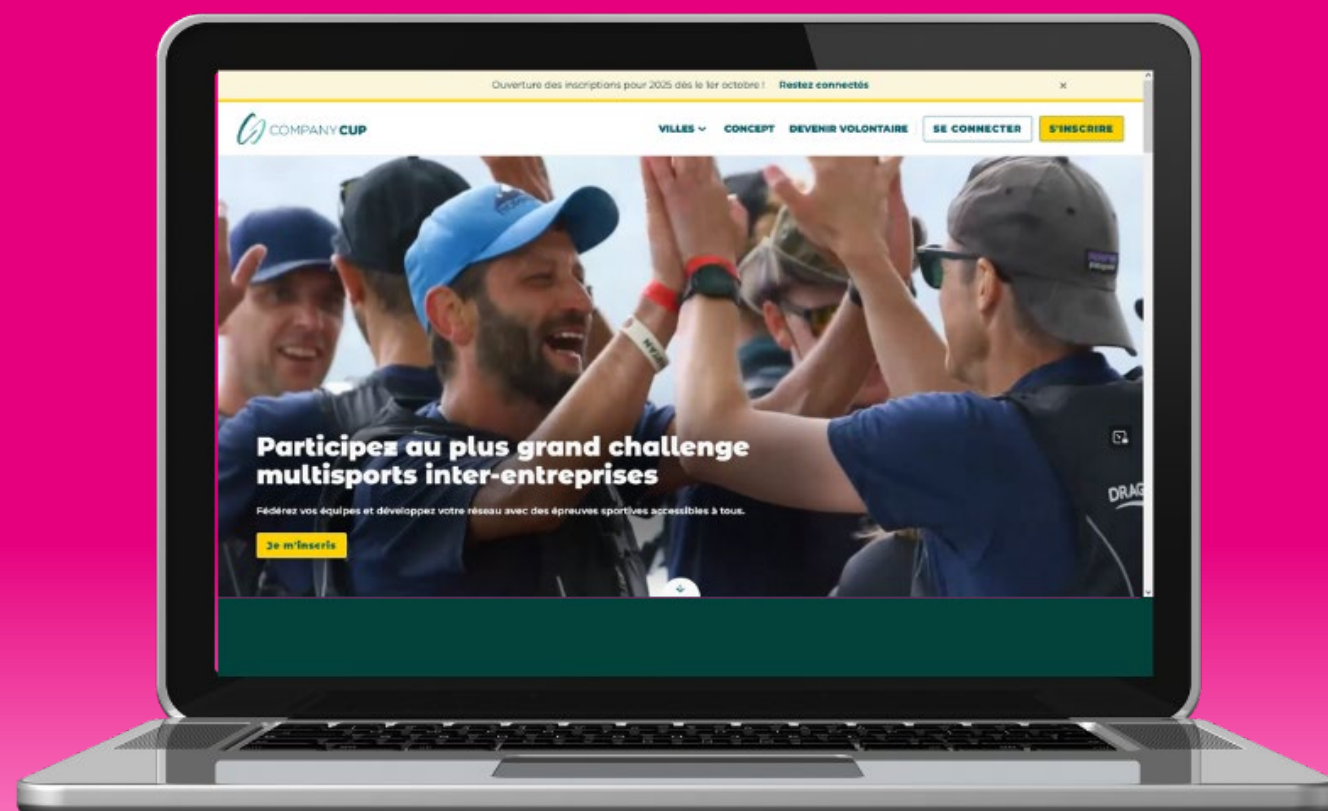 Ouverture des inscriptions pour 2025 dès le 1er octobre ! Restez connectés
COMPANY CUP
VILLES CONCEPT DEVENIR VOLONTAIRE SE CONNECTER S'INSCRIRE
Participez au plus grand challenge
multisports inter-entreprises
Fédérez vos équipes et développez votre réseau avec des épreuves sportives accessibles à tous.
Je m'inscris
DRAG